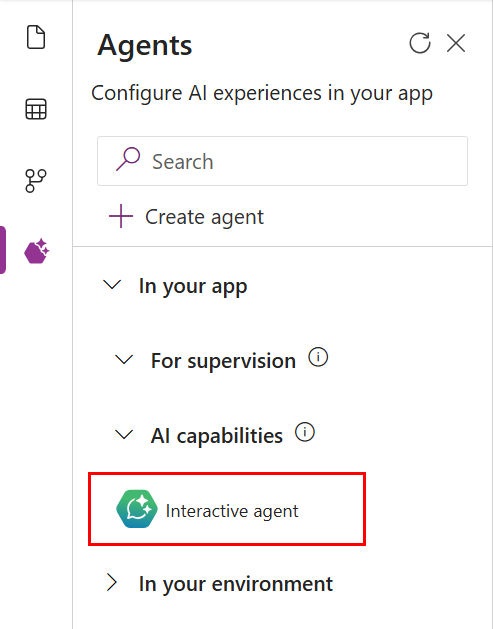 Agents
Configure AI experiences in your app
Search
Create agent
In your app
For supervision
AI capabilities
Interactive agent
In your environment